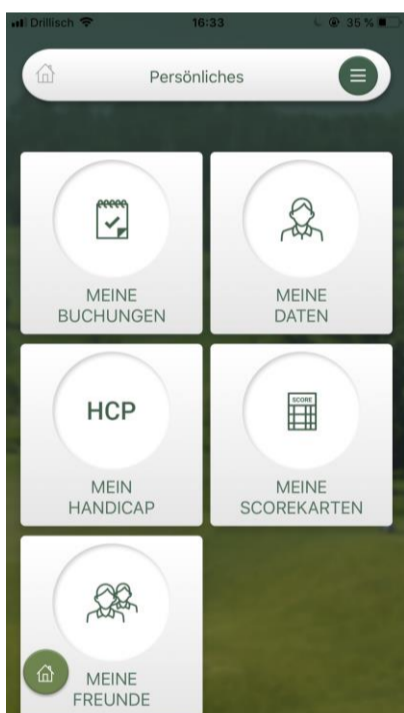 Drillisch
16:33
35 %
Persönliches
MEINE
BUCHUNGEN
MEINE
DATEN
HCP
MEIN
HANDICAP
SCORE
MEINE
SCOREKARTEN
MEINE
FREUNDE